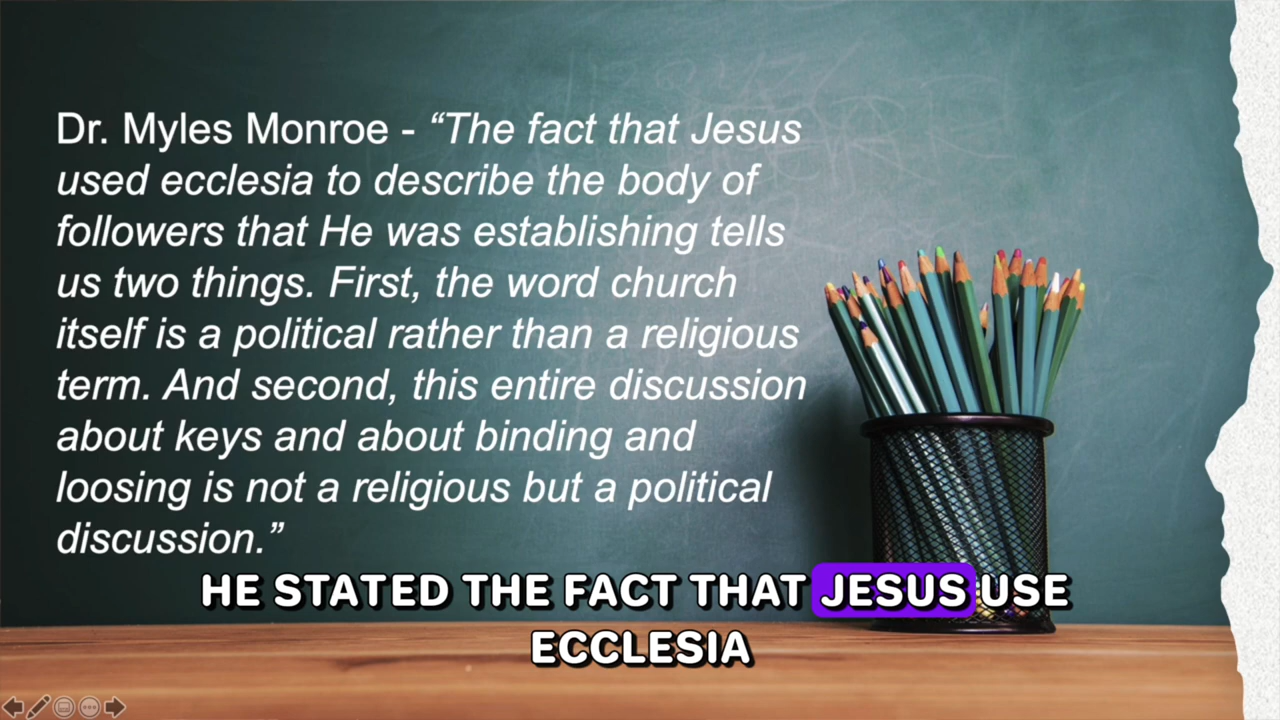 Dr. Myles Monroe - “The fact that Jesus
used ecclesia to describe the body of
followers that He was establishing tells
us two things. First, the word church
itself is a political rather than a religious
term. And second, this entire discussion
about keys and about binding and
loosing is not a religious but a political
discussion.”
HE STATED THE FACT THAT JESUS USE
ECCLESIA